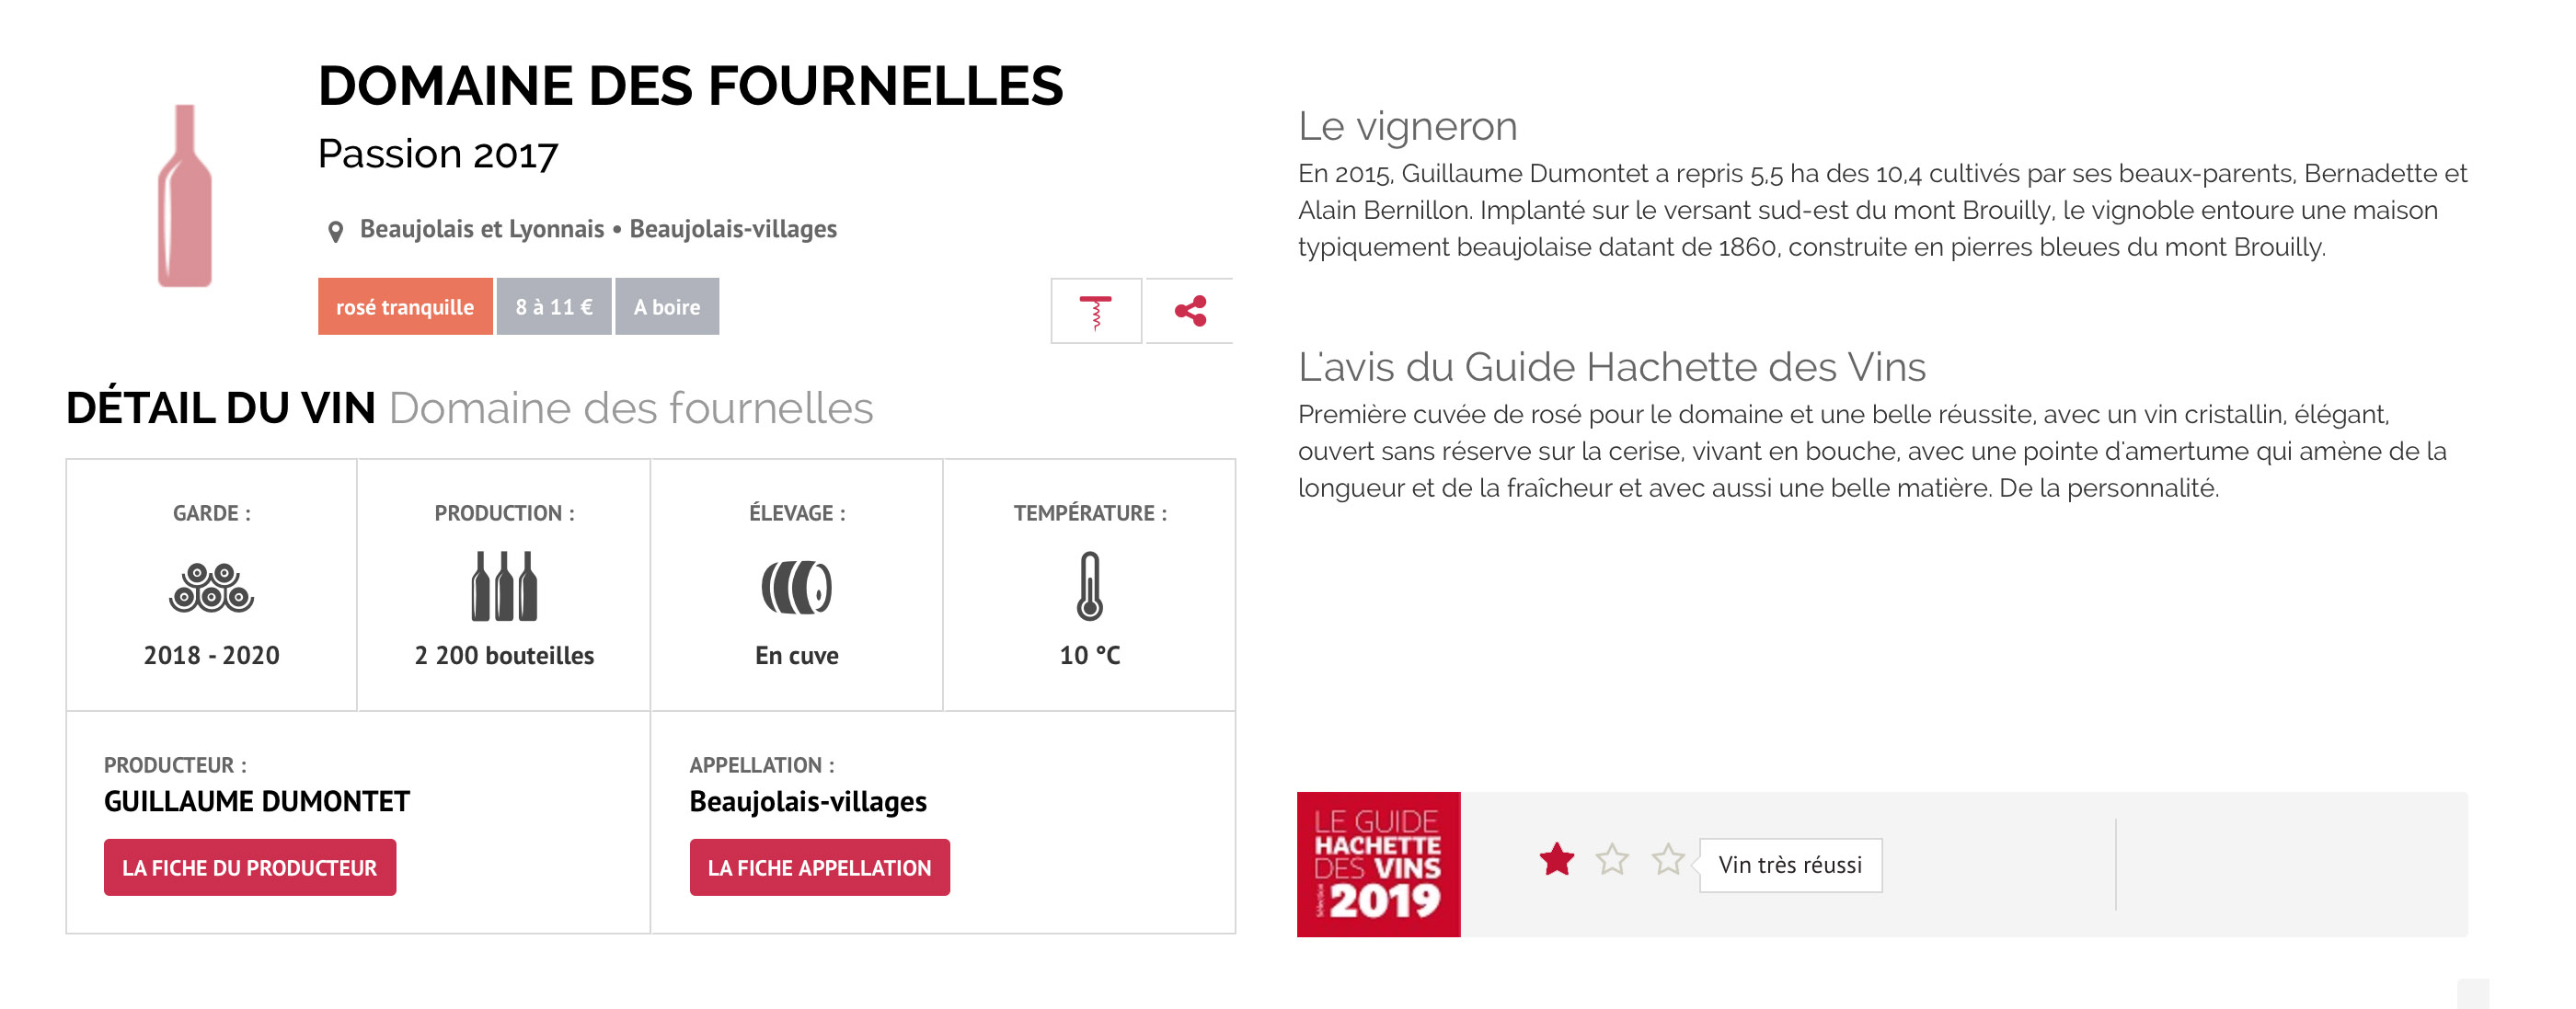 DOMAINE DES FOURNELLES
Passion 2017
Beaujolais et Lyonnais • Beaujolais-villages
rosé tranquille
8 à 11 €
A boire
DÉTAIL DU VIN Domaine des fournelles
GARDE :
2018 - 2020
PRODUCTION :
2 200 bouteilles
ÉLEVAGE :
En cuve
TEMPÉRATURE :
10 °C
PRODUCTEUR :
GUILLAUME DUMONTET
LA FICHE DU PRODUCTEUR
APPELLATION :
Beaujolais-villages
LA FICHE APPELLATION
Le vigneron
En 2015, Guillaume Dumontet a repris 5,5 ha des 10,4 cultivés par ses beaux-parents, Bernadette et
Alain Bernillon. Implanté sur le versant sud-est du mont Brouilly, le vignoble entoure une maison
typiquement beaujolaise datant de 1860, construite en pierres bleues du mont Brouilly.
L'avis du Guide Hachette des Vins
Première cuvée de rosé pour le domaine et une belle réussite, avec un vin cristallin, élégant,
ouvert sans réserve sur la cerise, vivant en bouche, avec une pointe d'amertume qui amène de la
longueur et de la fraîcheur et avec aussi une belle matière. De la personnalité.
LE GUIDE
HACHETTE
DES VINS
Sélection
2019
Vin très réussi